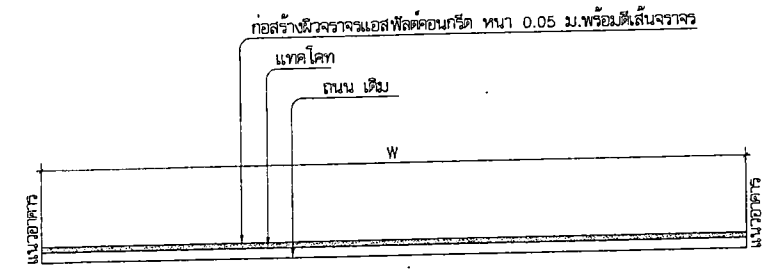 ก่อสร้างผิวจราจรแอสฟัลต์คอนกรีต หนา 0.05 ม.พร้อมตีเส้นจราจร
แทคโคท
ถนน เดิม
W
แนวอาคาร
แนวอาคาร